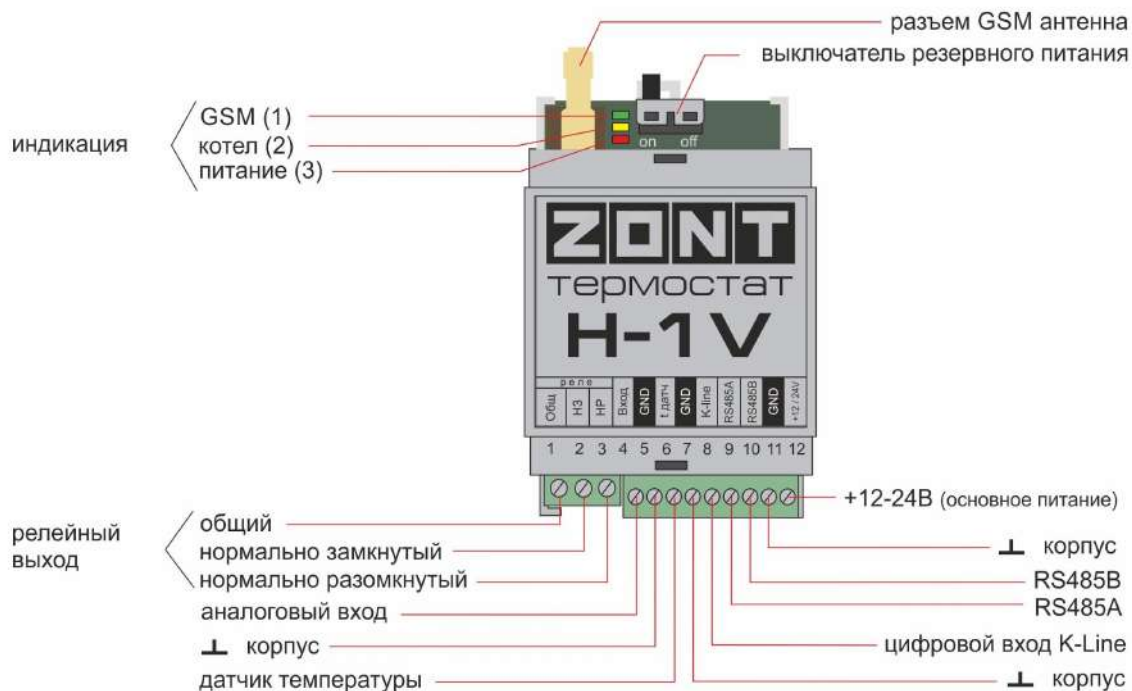 разъем GSM антенна
выключатель резервного питания
индикация
GSM (1)
котел (2)
питание (3)
on off
ZONT
термостат
H-1V
реле
Общ НЗ НР Вход GND t датч GND K-line RS485A RS485B GND +12 / 24V
1 2 3 4 5 6 7 8 9 10 11 12
+12-24В (основное питание)
релейный
выход
общий
нормально замкнутый
нормально разомкнутый
аналоговый вход
корпус
датчик температуры
корпус
RS485B
RS485A
цифровой вход K-Line
корпус